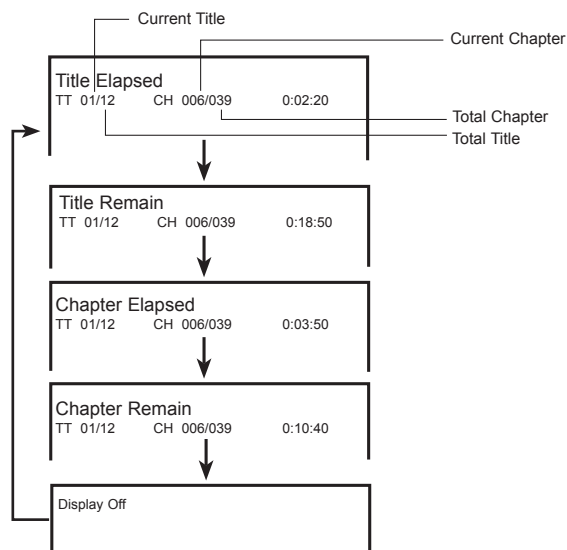 Current Title
Current Chapter
Title Elapsed
TT 01/12 CH 006/039 0:02:20
Total Chapter
Total Title
Title Remain
TT 01/12 CH 006/039 0:18:50
Chapter Elapsed
TT 01/12 CH 006/039 0:03:50
Chapter Remain
TT 01/12 CH 006/039 0:10:40
Display Off